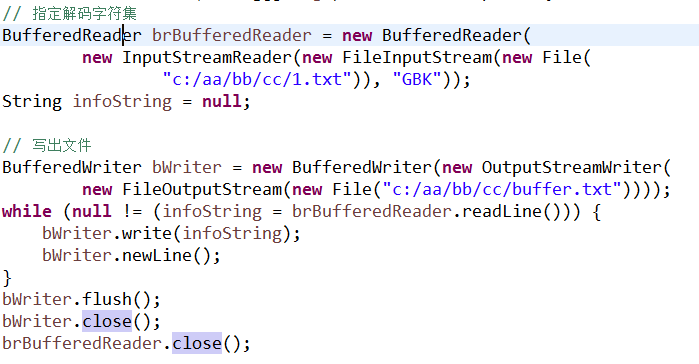 // 指定解码字符集
BufferedReader brBufferedReader = new BufferedReader(
        new InputStreamReader(new FileInputStream(new File(
                "c:/aa/bb/cc/1.txt")), "GBK"));
String infoString = null;

// 写出文件
BufferedWriter bWriter = new BufferedWriter(new OutputStreamWriter(
        new FileOutputStream(new File("c:/aa/bb/cc/buffer.txt"))));
while (null != (infoString = brBufferedReader.readLine())) {
    bWriter.write(infoString);
    bWriter.newLine();
}
bWriter.flush();
bWriter.close();
brBufferedReader.close();